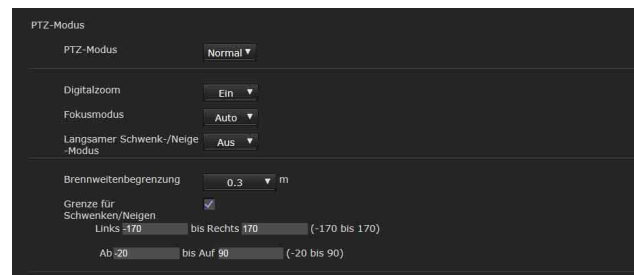 PTZ-Modus
PTZ-Modus Normal
Digitalzoom Ein
Fokusmodus Auto
Langsamer Schwenk-/Neige
-Modus Aus
Brennweitenbegrenzung 0.3 m
Grenze für
Schwenken/Neigen
Links -170 bis Rechts 170 (-170 bis 170)
Ab -20 bis Auf 90 (-20 bis 90)